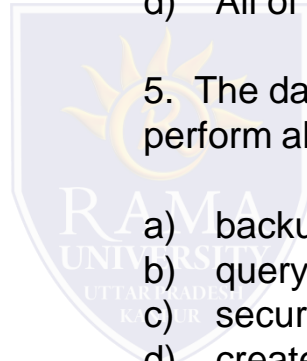 d) All of
5. The da
perform al
a) backu
b) query
c) secur
d) create
RAMA
UNIVERSITY
UTTAR PRADESH
KANPUR